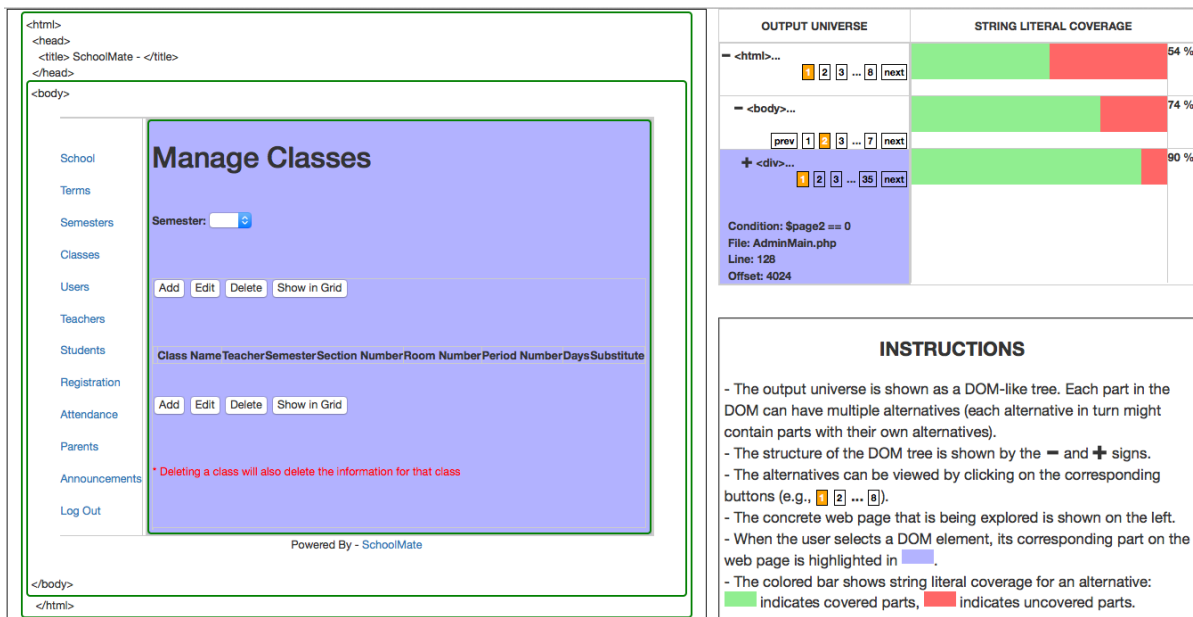 <html>
<head>
<title> SchoolMate - </title>
</head>
<body>
School
Terms
Semesters
Classes
Users
Teachers
Students
Registration
Attendance
Parents
Announcements
Log Out
Manage Classes
Semester:
Add Edit Delete Show in Grid
Class Name Teacher Semester Section Number Room Number Period Number Days Substitute
Add Edit Delete Show in Grid
* Deleting a class will also delete the information for that class
Powered By - SchoolMate
</body>
</html>
OUTPUT UNIVERSE STRING LITERAL COVERAGE
− <html>... 54 %
1 2 3 ... 8 next
− <body>... 74 %
prev 1 2 3 ... 7 next
+ <div>... 90 %
1 2 3 ... 35 next
Condition: $page2 == 0
File: AdminMain.php
Line: 128
Offset: 4024
INSTRUCTIONS
- The output universe is shown as a DOM-like tree. Each part in the
DOM can have multiple alternatives (each alternative in turn might
contain parts with their own alternatives).
- The structure of the DOM tree is shown by the − and + signs.
- The alternatives can be viewed by clicking on the corresponding
buttons (e.g., 1 2 ... 8).
- The concrete web page that is being explored is shown on the left.
- When the user selects a DOM element, its corresponding part on the
web page is highlighted in .
- The colored bar shows string literal coverage for an alternative:
indicates covered parts, indicates uncovered parts.